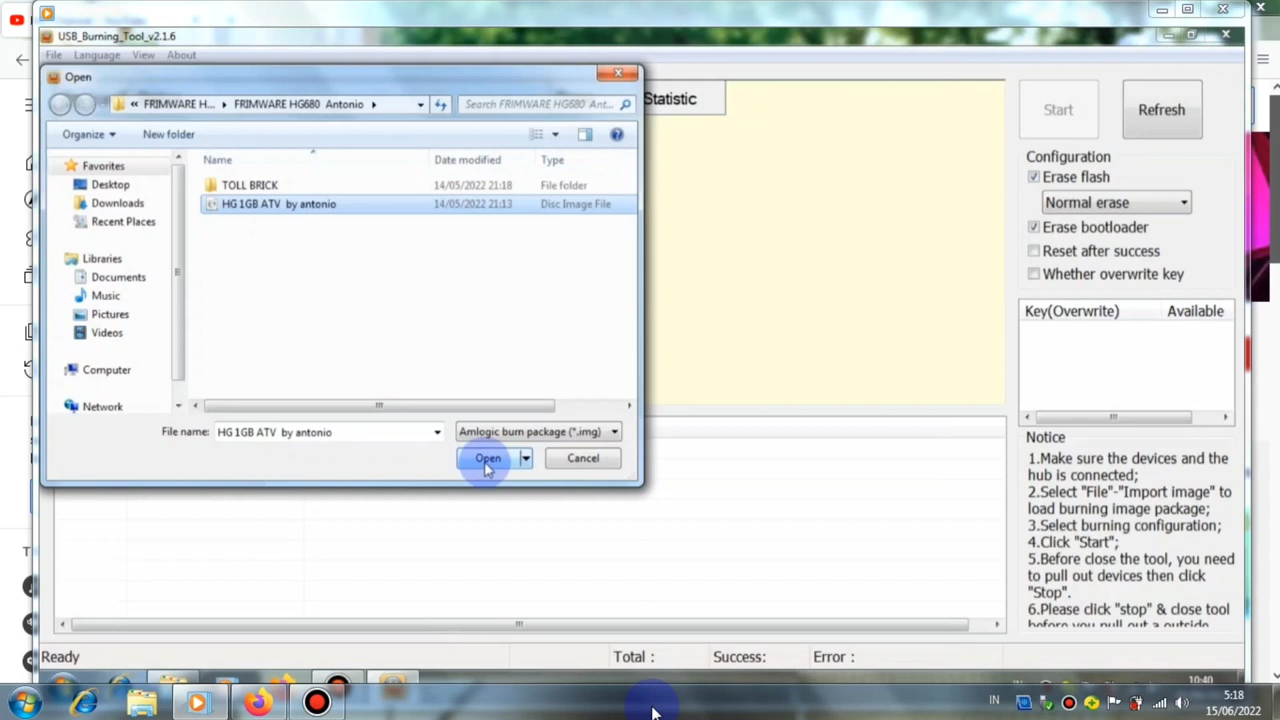 USB_Burning_Tool_v2.1.6
File Language View About
Open
« FRIMWARE H... FRIMWARE HG680 Antonio
Search FRIMWARE HG680 Ant...
Organize New folder
Name Date modified Type
Favorites
Desktop
Downloads
Recent Places
Libraries
Documents
Music
Pictures
Videos
Computer
Network
TOLL BRICK 14/05/2022 21:18 File folder
HG 1GB ATV by antonio 14/05/2022 21:13 Disc Image File
File name: HG 1GB ATV by antonio
Amlogic burn package (*.img)
Open Cancel
Statistic
Start Refresh
Configuration
Erase flash
Normal erase
Erase bootloader
Reset after success
Whether overwrite key
Key(Overwrite) Available
Notice
1.Make sure the devices and the
hub is connected;
2.Select "File"-"Import image" to
load burning image package;
3.Select burning configuration;
4.Click "Start";
5.Before close the tool, you need
to pull out devices then click
"Stop".
6.Please click "stop" & close tool
before you pull out a outside
Ready Total : Success: Error :
10:40
IN
5:18
15/06/2022